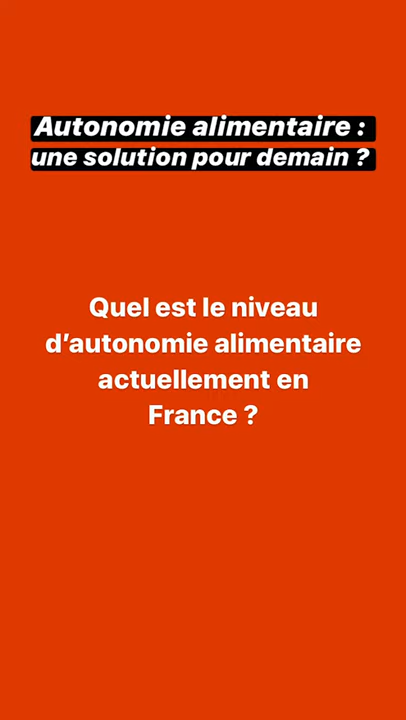 Autonomie alimentaire :
une solution pour demain ?
Quel est le niveau
d’autonomie alimentaire
actuellement en
France ?